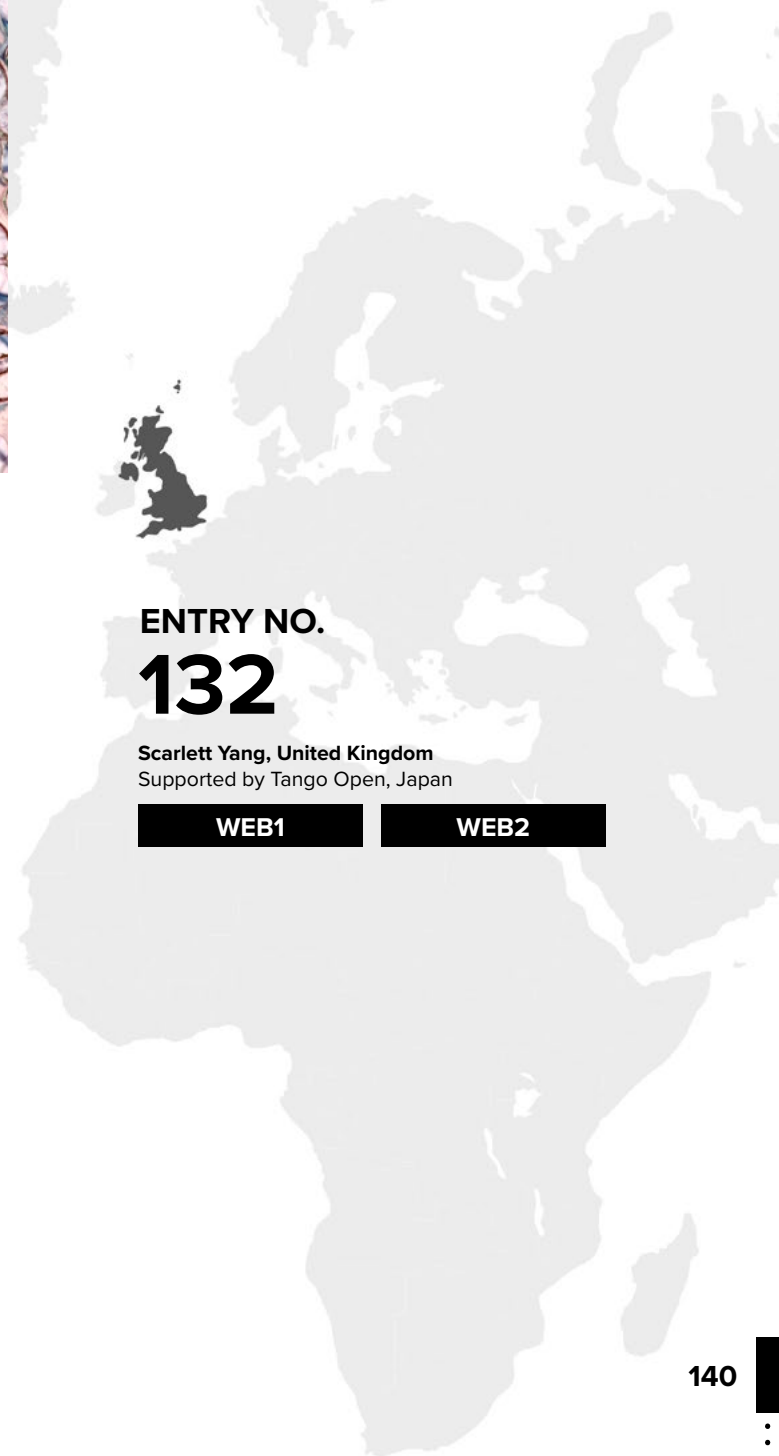 ENTRY NO.
132
Scarlett Yang, United Kingdom
Supported by Tango Open, Japan
WEB1 WEB2
140